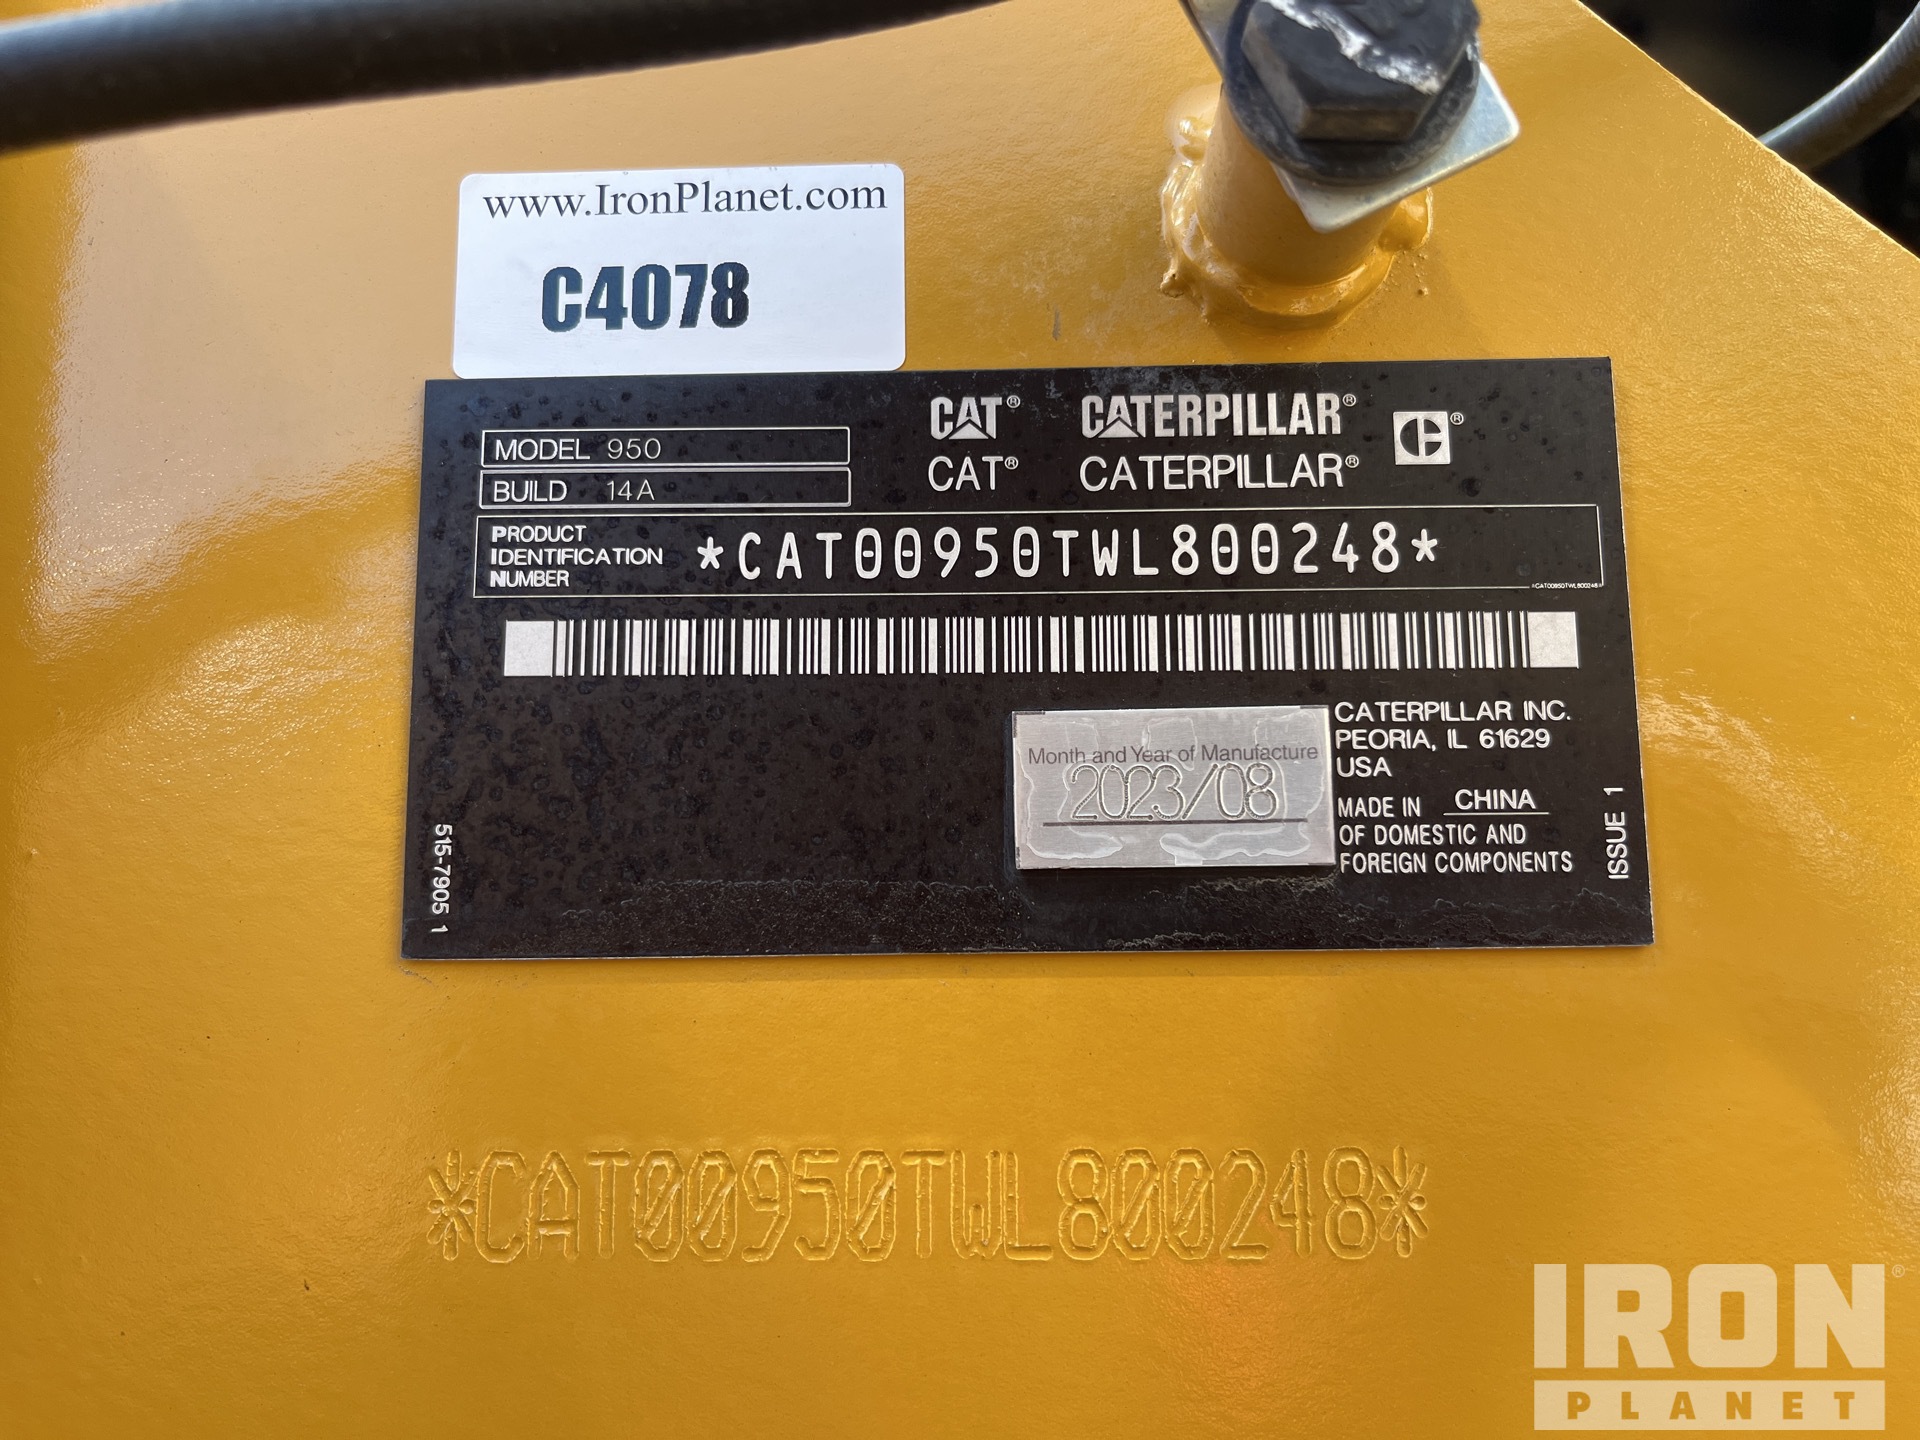 www.IronPlanet.com
C4078
MODEL 950
BUILD 14A
CAT® CATERPILLAR® ®
CAT® CATERPILLAR®
PRODUCT
IDENTIFICATION
NUMBER
*CAT00950TWL800248*
*CAT00950TWL800248*
Month and Year of Manufacture
2023/08
CATERPILLAR INC.
PEORIA, IL 61629
USA
MADE IN CHINA
OF DOMESTIC AND
FOREIGN COMPONENTS
ISSUE 1
515-7905 1
*CAT00950TWL800248*
IRON®
PLANET